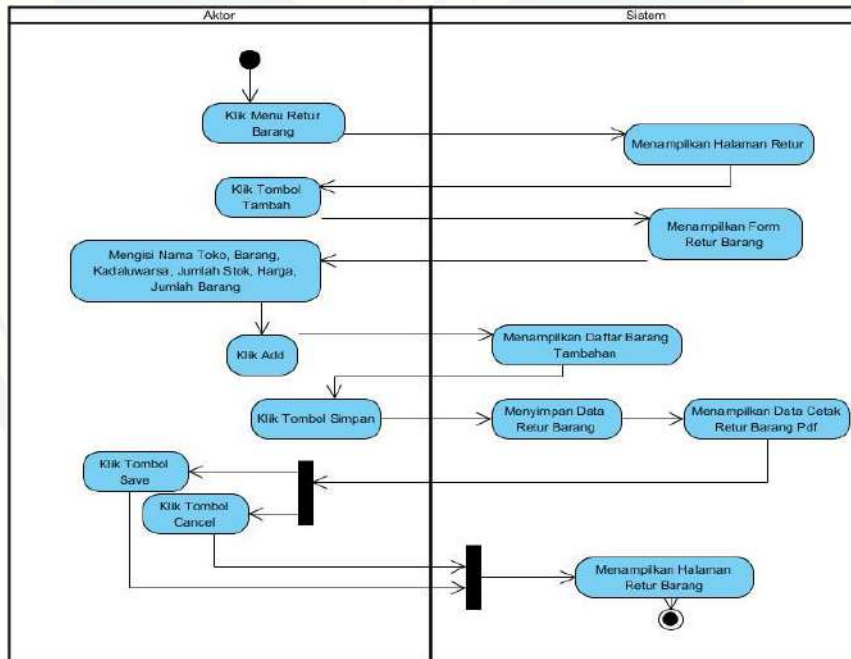 Aktor
Sistem
Klik Menu Retur
Barang
Menampilkan Halaman Retur
Klik Tombol
Tambah
Menampilkan Form
Retur Barang
Mengisi Nama Toko, Barang,
Kadaluwarsa, Jumlah Stok, Harga,
Jumlah Barang
Klik Add
Menampilkan Daftar Barang
Tambahan
Klik Tombol Simpan
Menyimpan Data
Retur Barang
Menampilkan Data Cetak
Retur Barang Pdf
Klik Tombol
Save
Klik Tombol
Cancel
Menampilkan Halaman
Retur Barang